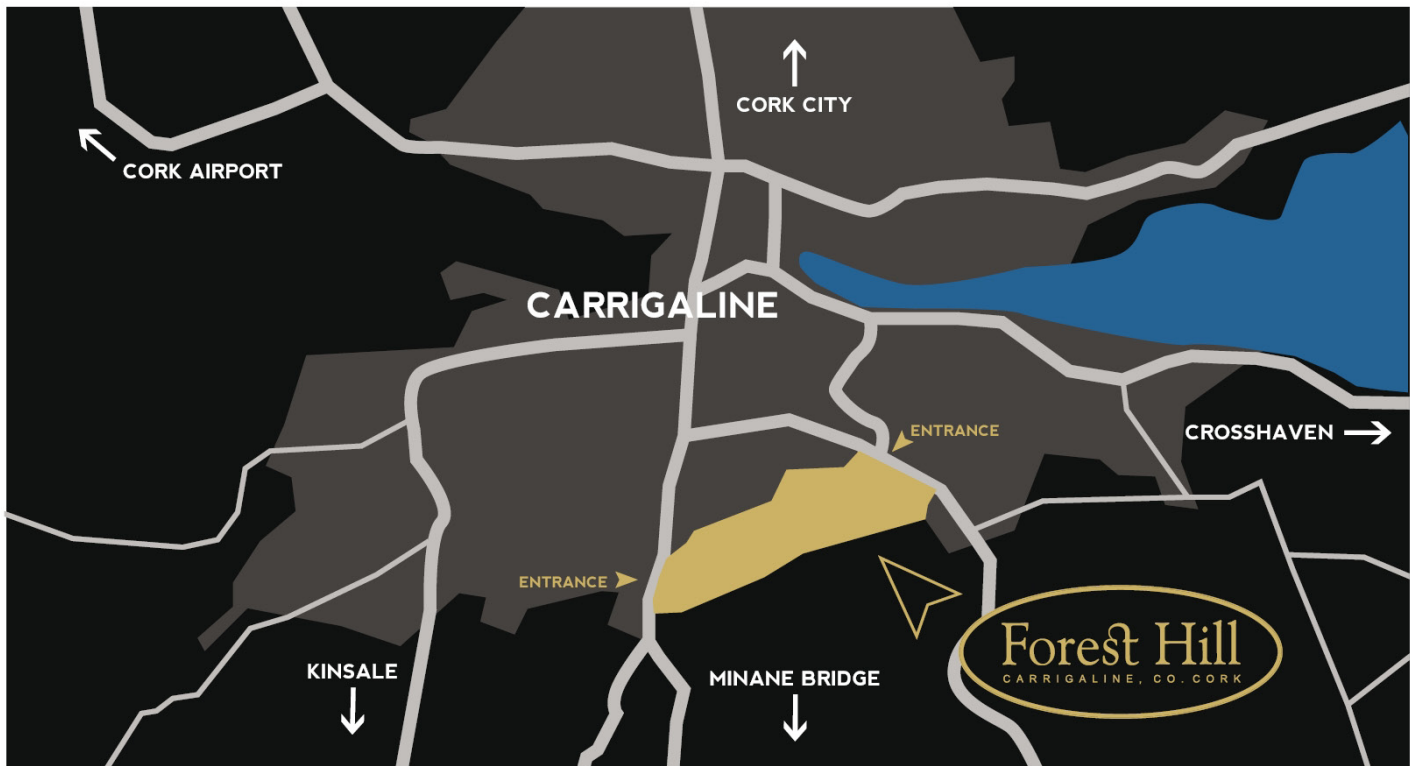 CORK CITY
CORK AIRPORT
CARRIGALINE
ENTRANCE
CROSSHAVEN
ENTRANCE
KINSALE
MINANE BRIDGE
Forest Hill
CARRIGALINE, CO. CORK